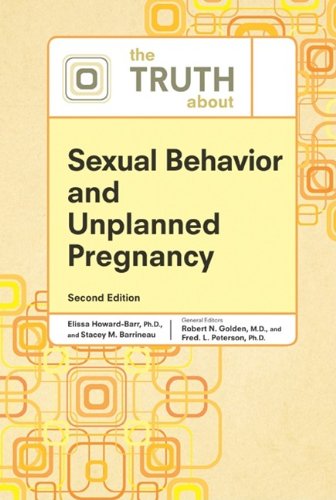 the
TRUTH
about
Sexual Behavior
and
Unplanned
Pregnancy
Second Edition
Elissa Howard-Barr, Ph.D.,
and Stacey M. Barrineau
General Editors
Robert N. Golden, M.D., and
Fred. L. Peterson, Ph.D.